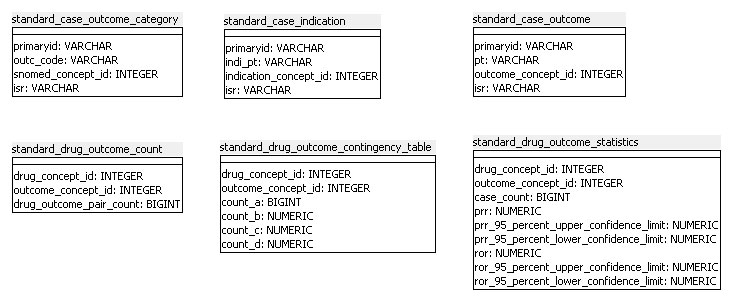 standard_case_outcome_category
primaryid: VARCHAR
outc_code: VARCHAR
snomed_concept_id: INTEGER
isr: VARCHAR
standard_case_indication
primaryid: VARCHAR
indi_pt: VARCHAR
indication_concept_id: INTEGER
isr: VARCHAR
standard_case_outcome
primaryid: VARCHAR
pt: VARCHAR
outcome_concept_id: INTEGER
isr: VARCHAR
standard_drug_outcome_count
drug_concept_id: INTEGER
outcome_concept_id: INTEGER
drug_outcome_pair_count: BIGINT
standard_drug_outcome_contingency_table
drug_concept_id: INTEGER
outcome_concept_id: INTEGER
count_a: BIGINT
count_b: NUMERIC
count_c: NUMERIC
count_d: NUMERIC
standard_drug_outcome_statistics
drug_concept_id: INTEGER
outcome_concept_id: INTEGER
case_count: BIGINT
prr: NUMERIC
prr_95_percent_upper_confidence_limit: NUMERIC
prr_95_percent_lower_confidence_limit: NUMERIC
ror: NUMERIC
ror_95_percent_upper_confidence_limit: NUMERIC
ror_95_percent_lower_confidence_limit: NUMERIC